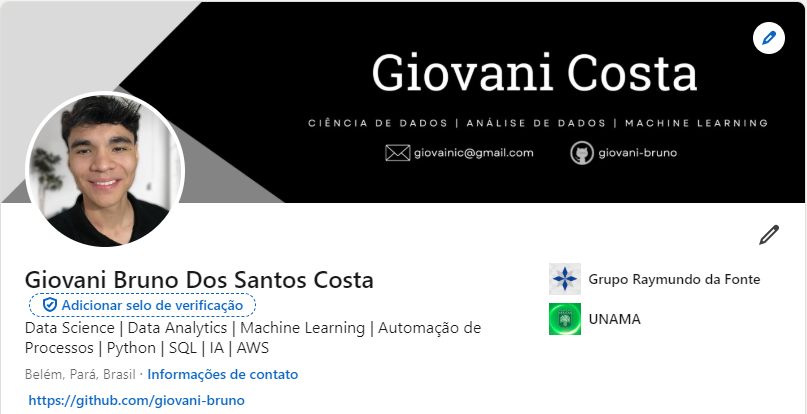 Giovani Costa
CIÊNCIA DE DADOS | ANÁLISE DE DADOS | MACHINE LEARNING
giovainic@gmail.com
giovani-bruno
Giovani Bruno Dos Santos Costa
Adicionar selo de verificação
Data Science | Data Analytics | Machine Learning | Automação de
Processos | Python | SQL | IA | AWS
Belém, Pará, Brasil · Informações de contato
https://github.com/giovani-bruno
Grupo Raymundo da Fonte
UNAMA